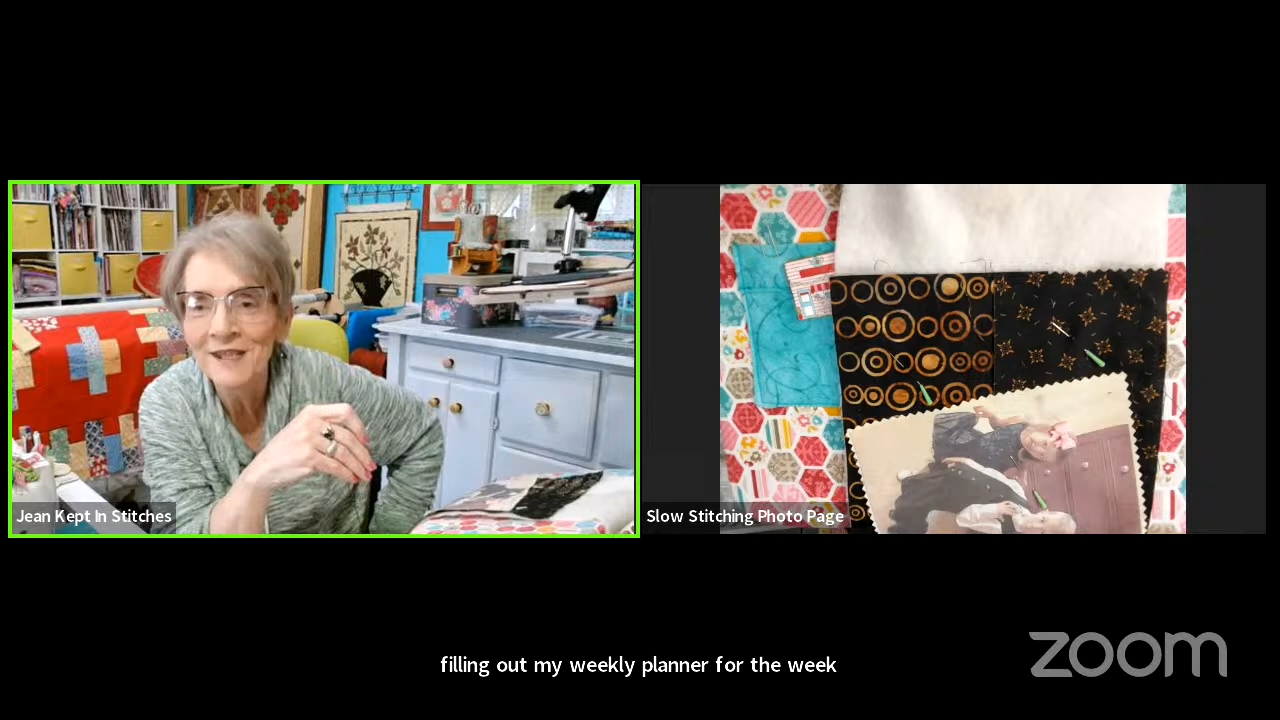 Jean Kept In Stitches
Slow Stitching Photo Page
filling out my weekly planner for the week
zoom